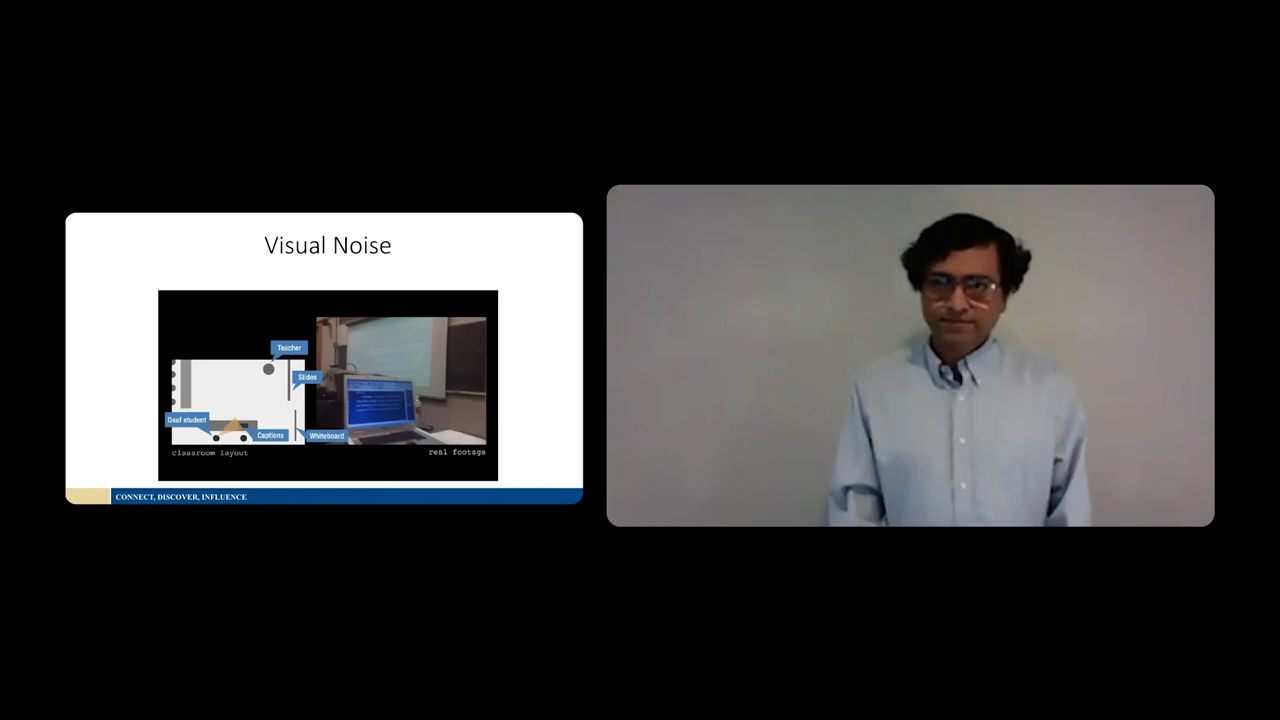 Visual Noise
Teacher
Slides
Deaf student
Captions
Whiteboard
classroom layout
real footage
CONNECT, DISCOVER, INFLUENCE